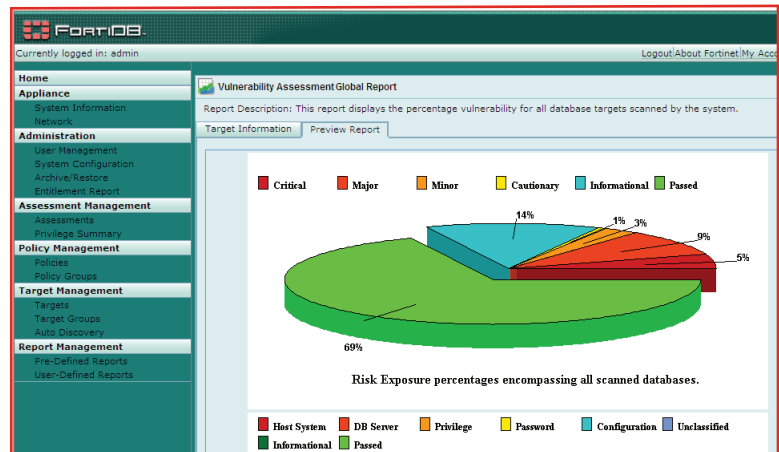 FORTIDB.
Currently logged in: admin
Logout|About Fortinet|My Acco
Home
Appliance
System Information
Network
Administration
User Management
System Configuration
Archive/Restore
Entitlement Report
Assessment Management
Assessments
Privilege Summary
Policy Management
Policies
Policy Groups
Target Management
Targets
Target Groups
Auto Discovery
Report Management
Pre-Defined Reports
User-Defined Reports
Vulnerability Assessment Global Report
Report Description: This report displays the percentage vulnerability for all database targets scanned by the system.
Target Information Preview Report
Critical Major Minor Cautionary Informational Passed
14%
1%
3%
9%
5%
69%
Risk Exposure percentages encompassing all scanned databases.
Host System DB Server Privilege Password Configuration Unclassified
Informational Passed